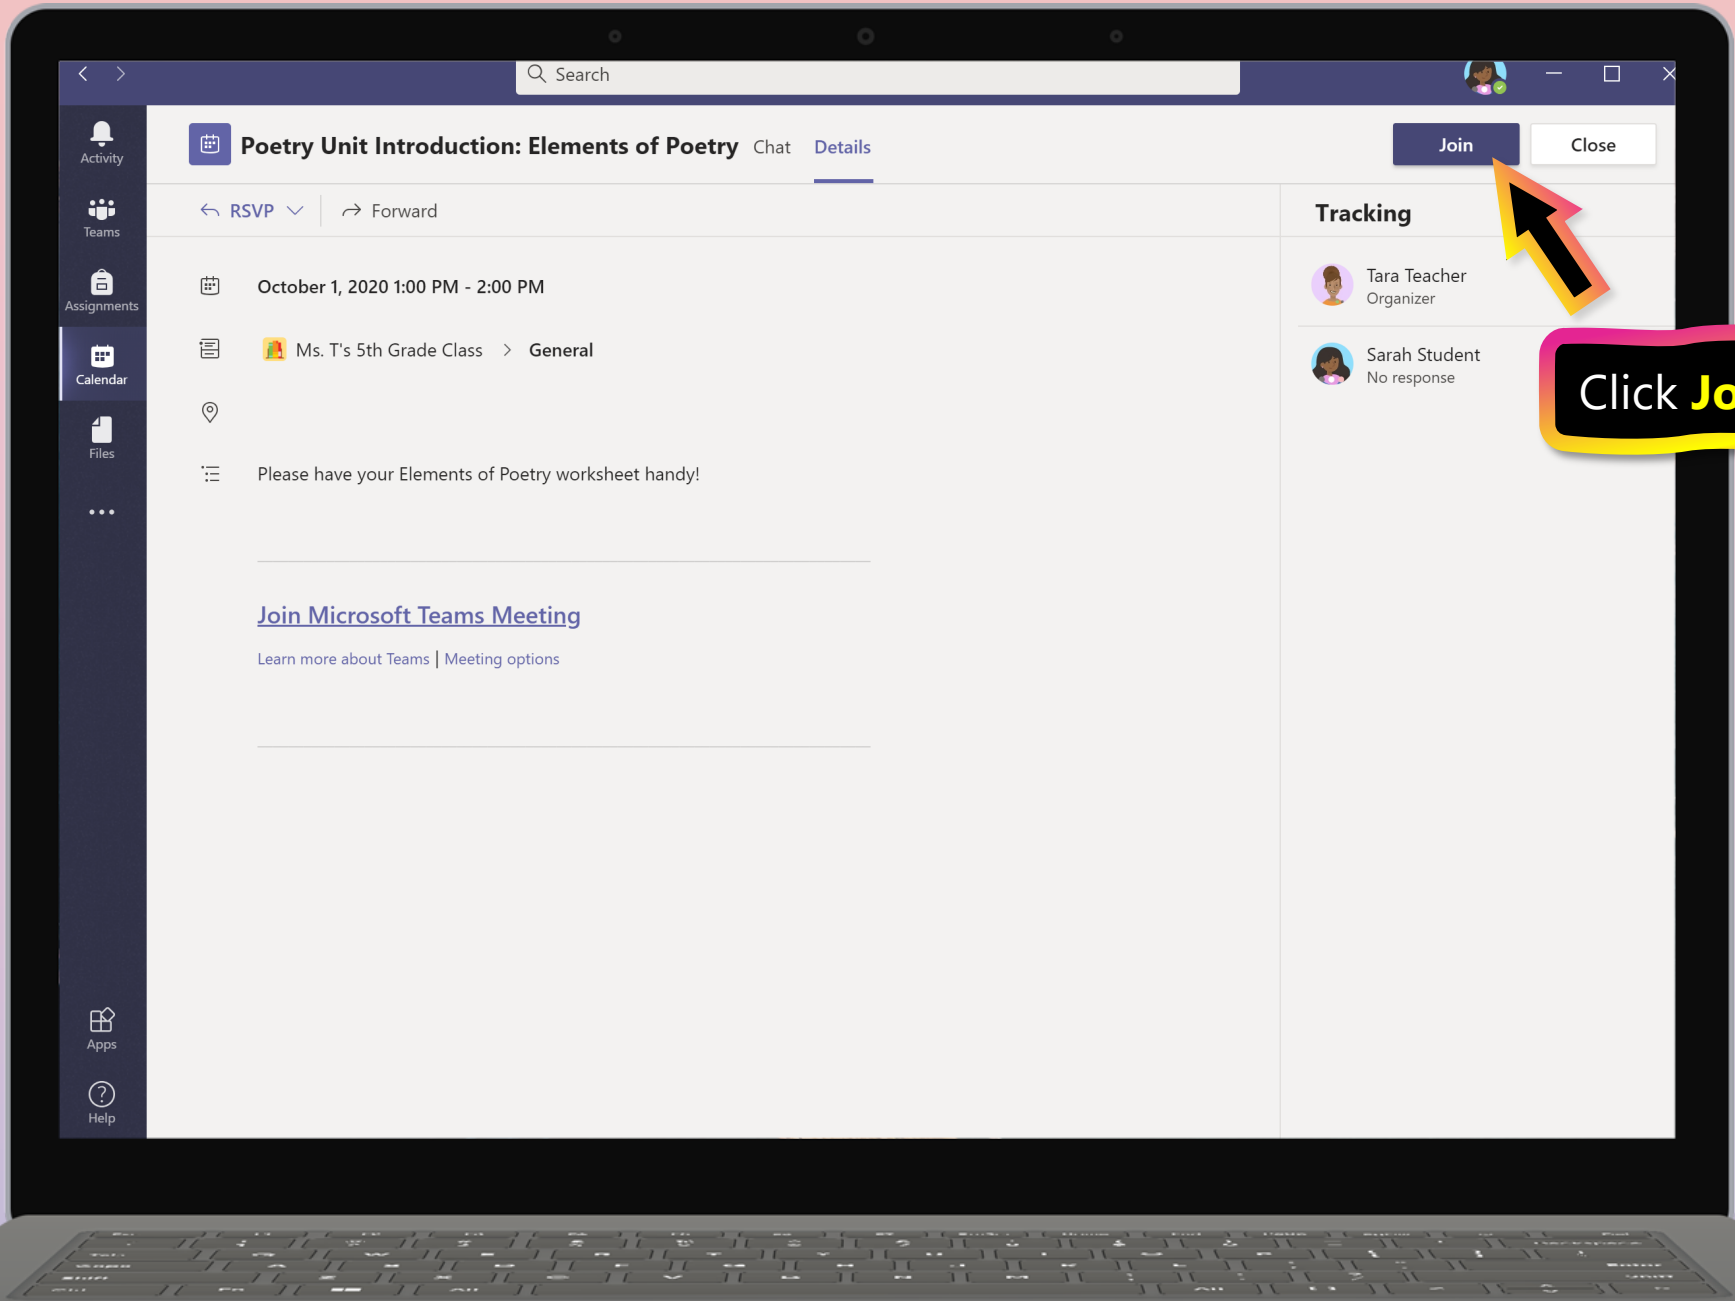 Search
Activity
Teams
Assignments
Calendar
Files
Apps
Help
Poetry Unit Introduction: Elements of Poetry Chat Details
Join Close
RSVP Forward
October 1, 2020 1:00 PM - 2:00 PM
Ms. T's 5th Grade Class > General
Please have your Elements of Poetry worksheet handy!
Join Microsoft Teams Meeting
Learn more about Teams | Meeting options
Tracking
Tara Teacher
Organizer
Sarah Student
No response
Click Jo